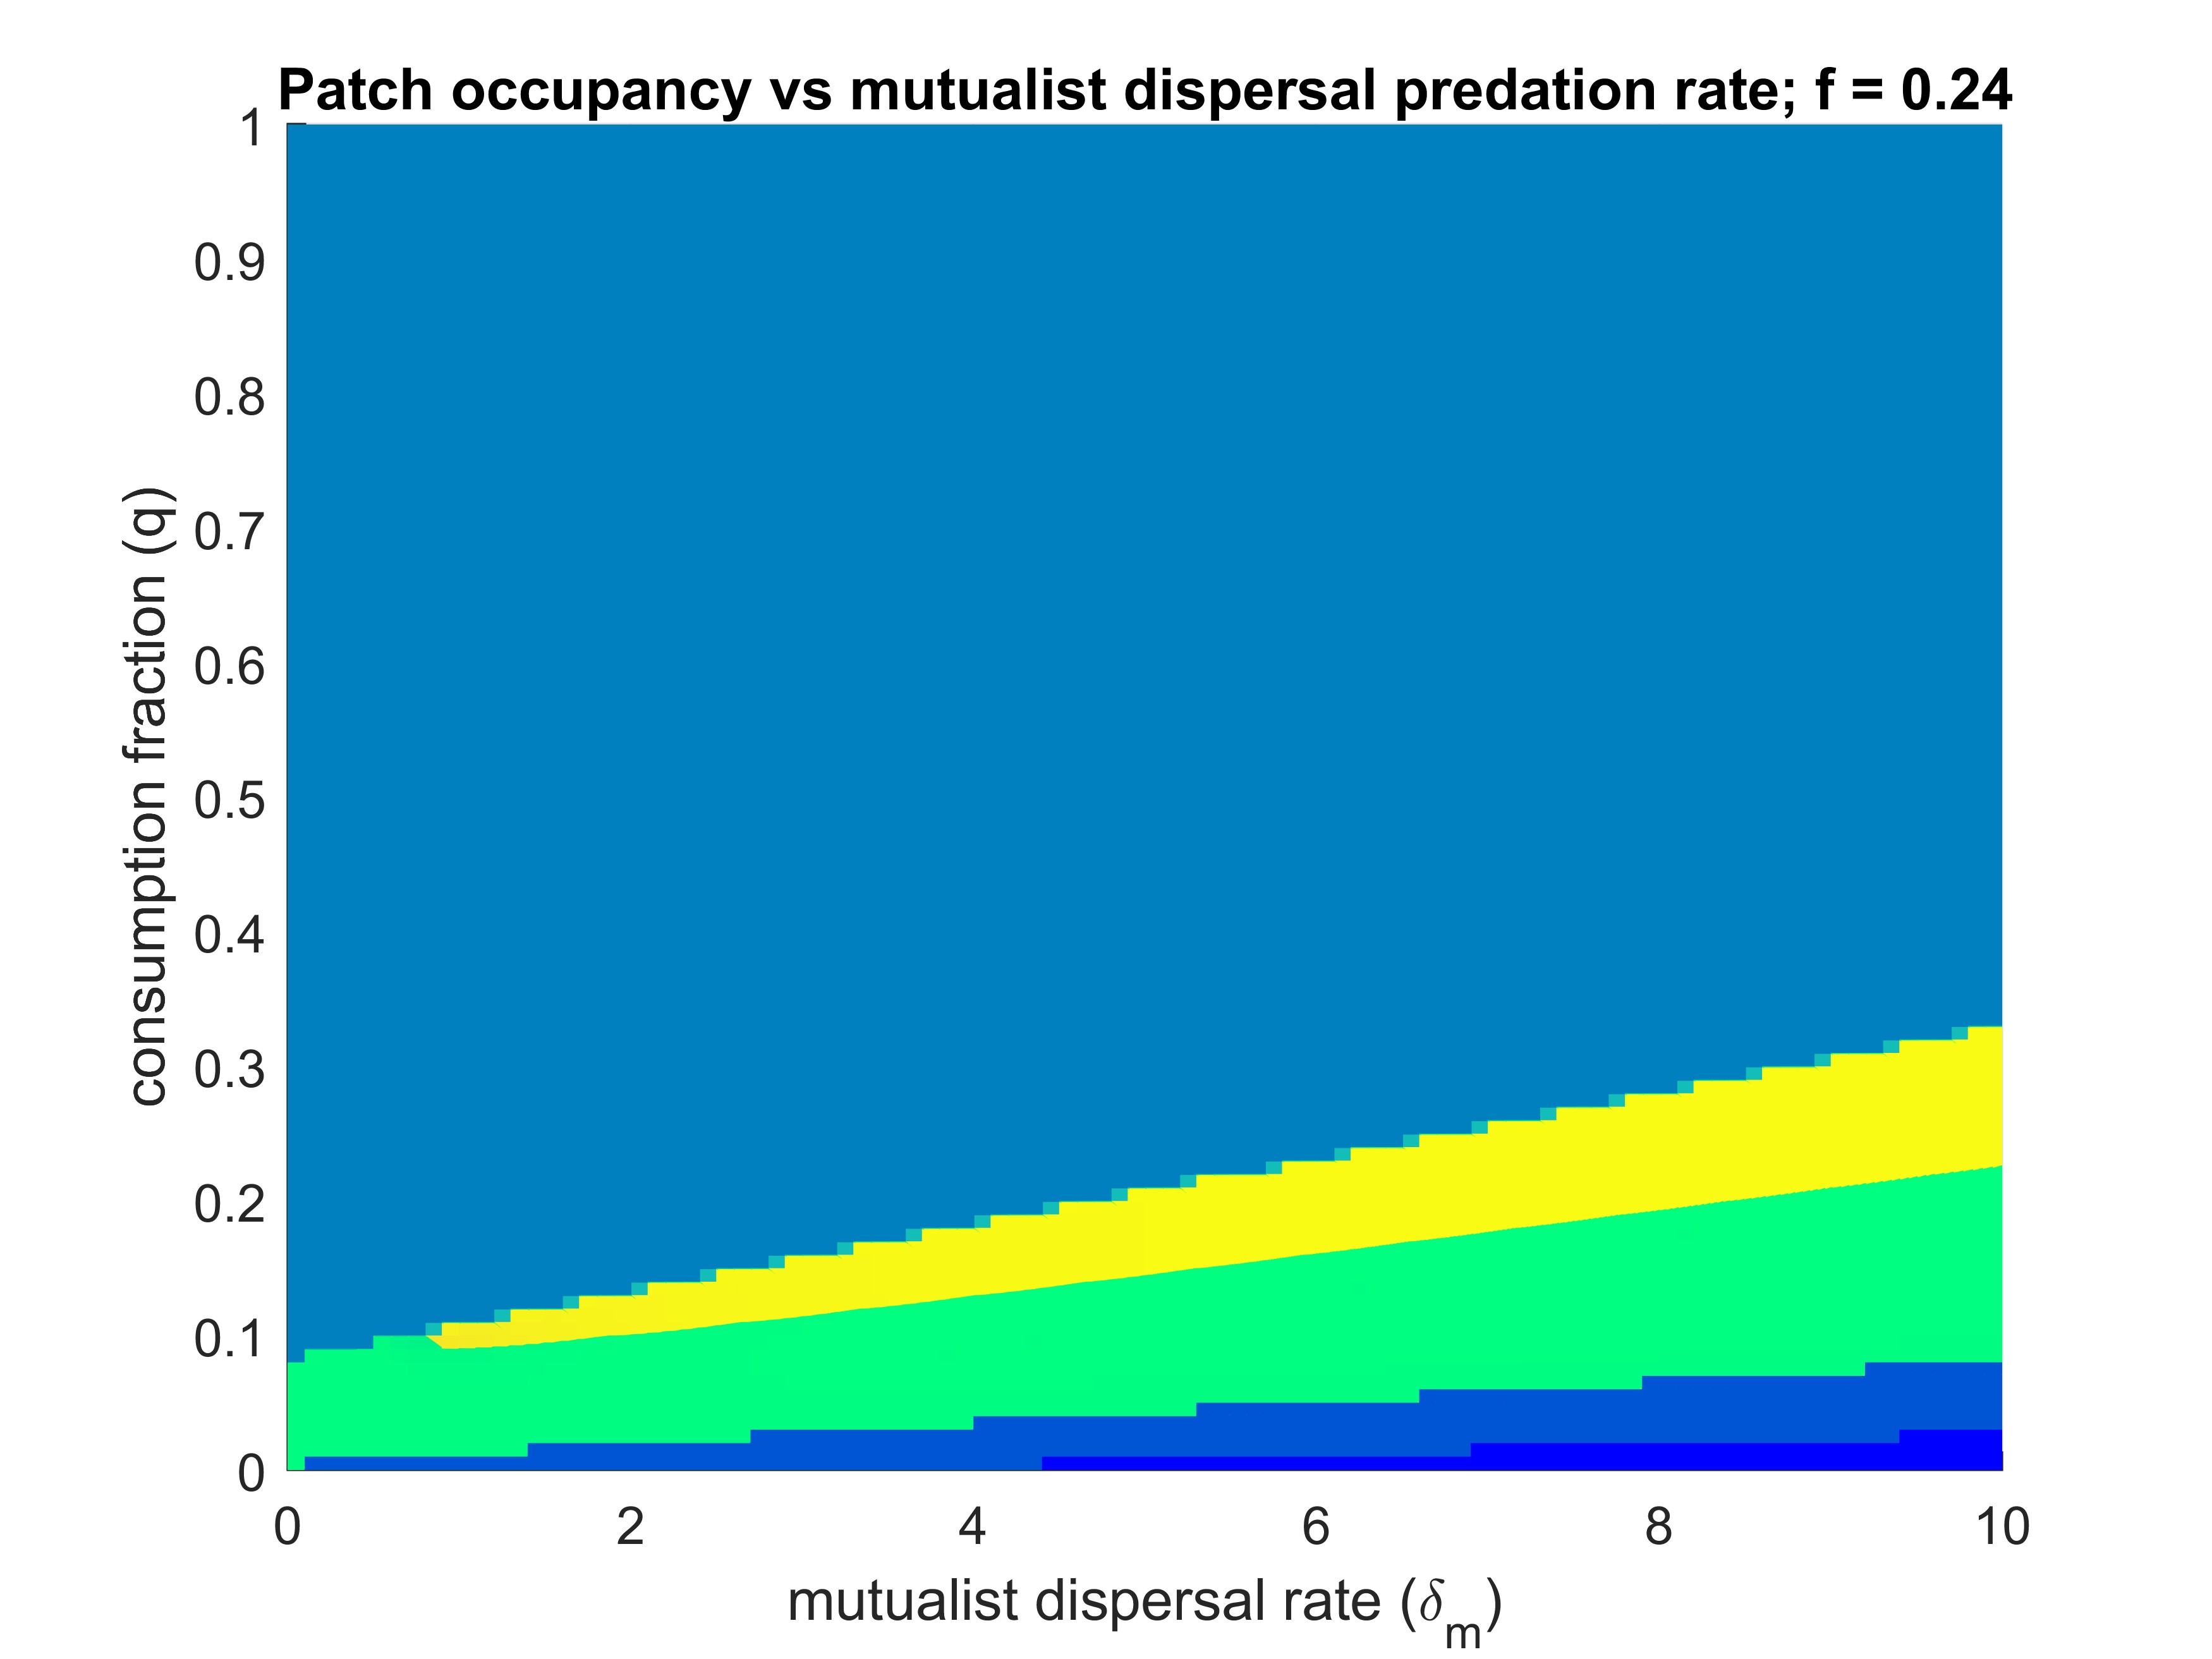 Patch occupancy vs mutualist dispersal predation rate; f = 0.24
1
0.9
0.8
0.7
0.6
0.5
0.4
0.3
0.2
0.1
0
consumption fraction (q)
0 2 4 6 8 10
mutualist dispersal rate (δm)